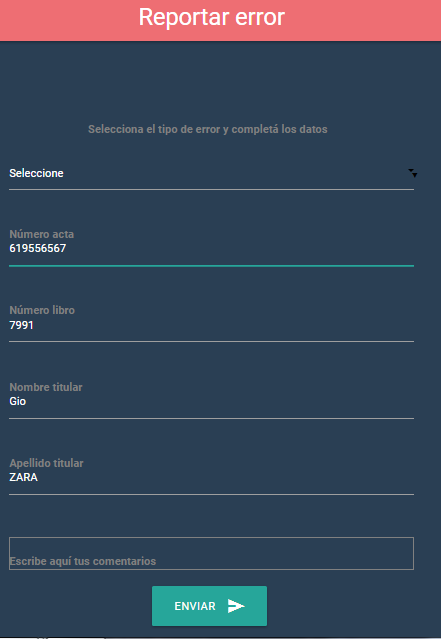 Reportar error
Selecciona el tipo de error y completá los datos
Seleccione
Número acta
619556567
Número libro
7991
Nombre titular
Gio
Apellido titular
ZARA
Escribe aquí tus comentarios
ENVIAR